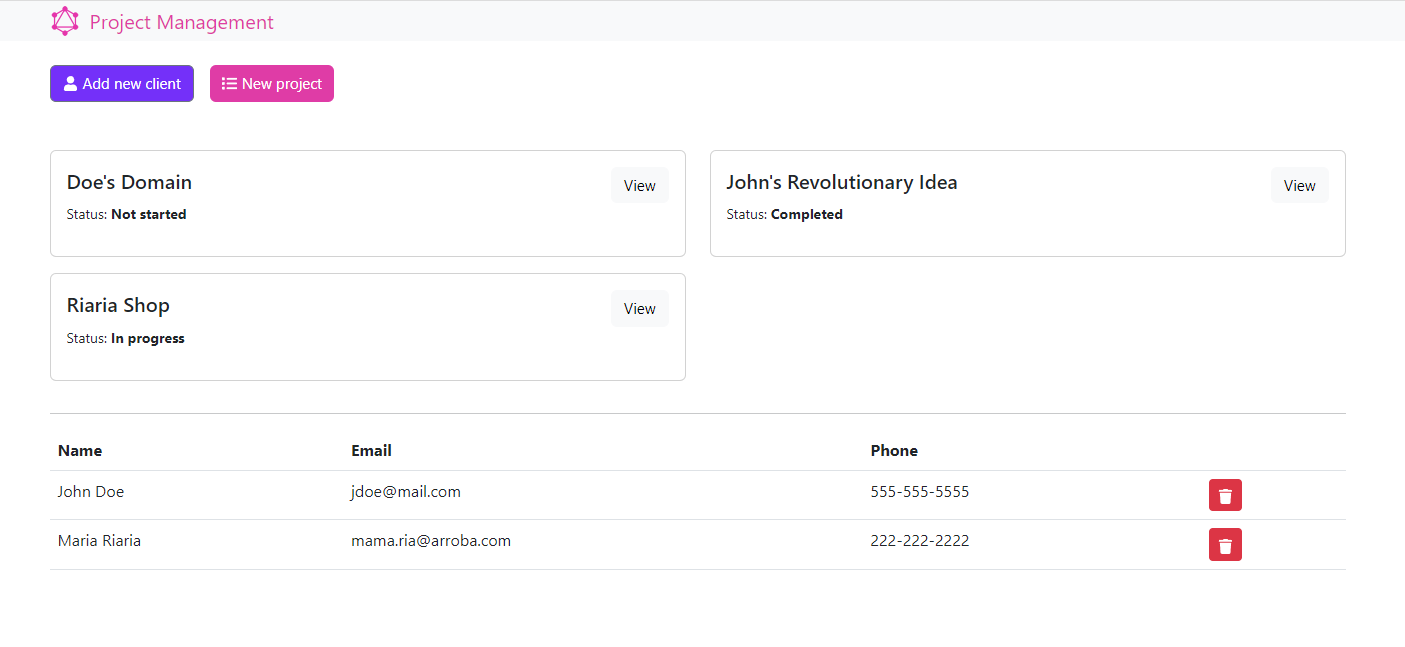 Project Management
Add new client
New project
Doe's Domain
View
Status: Not started
John's Revolutionary Idea
View
Status: Completed
Riaria Shop
View
Status: In progress
Name Email Phone
John Doe jdoe@mail.com 555-555-5555
Maria Riaria mama.ria@arroba.com 222-222-2222